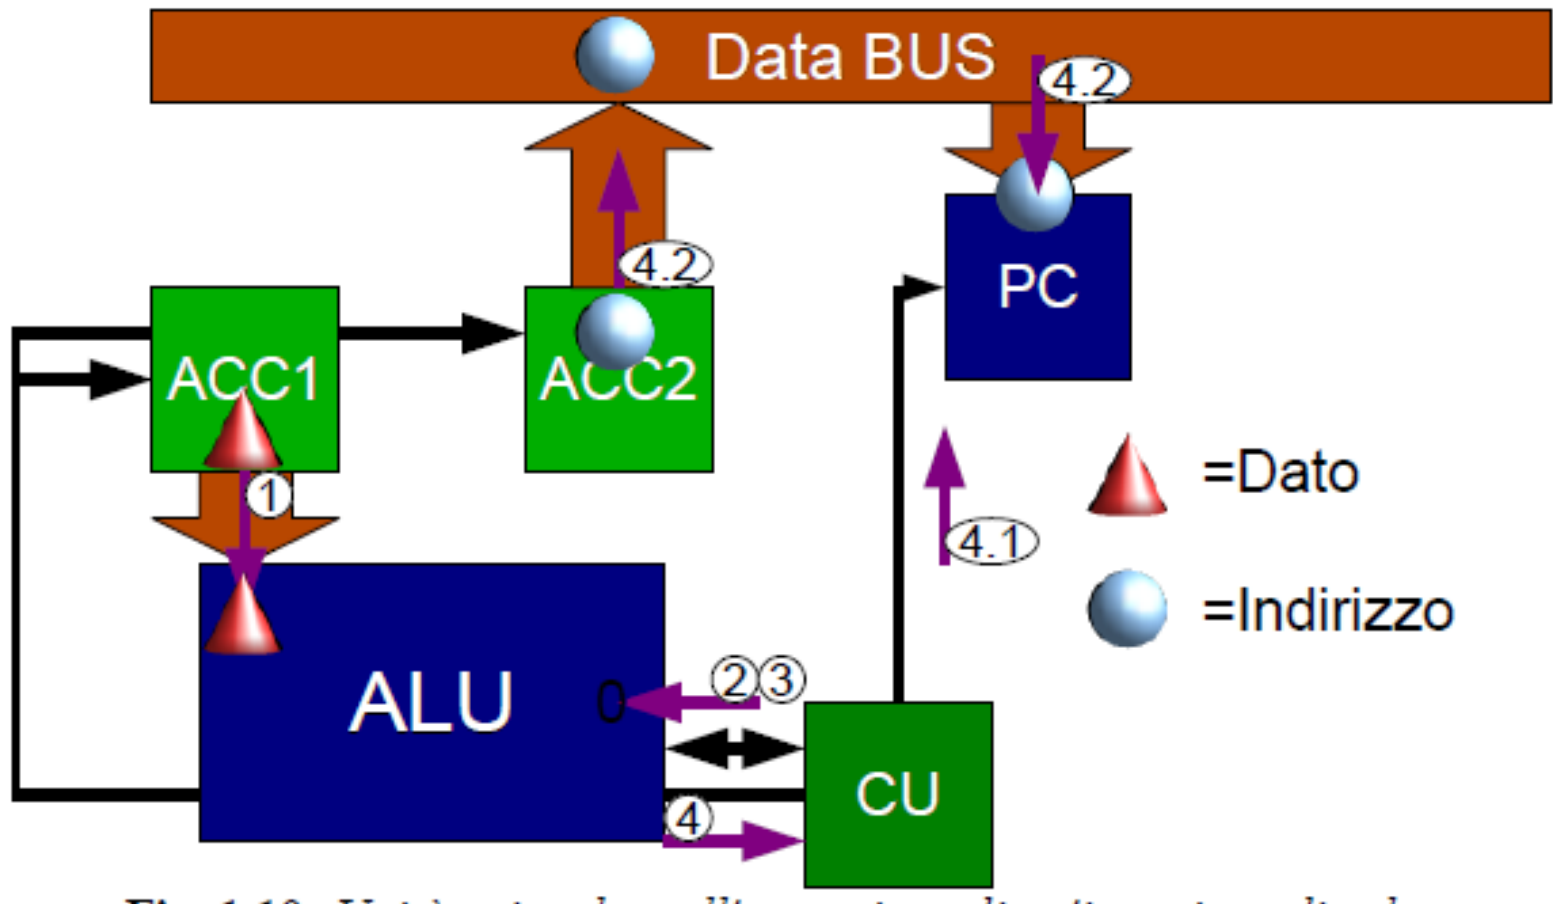 Data BUS
4.2
4.2
PC
ACC1
ACC2
1
=Dato
4.1
=Indirizzo
2 3
ALU
0
CU
4